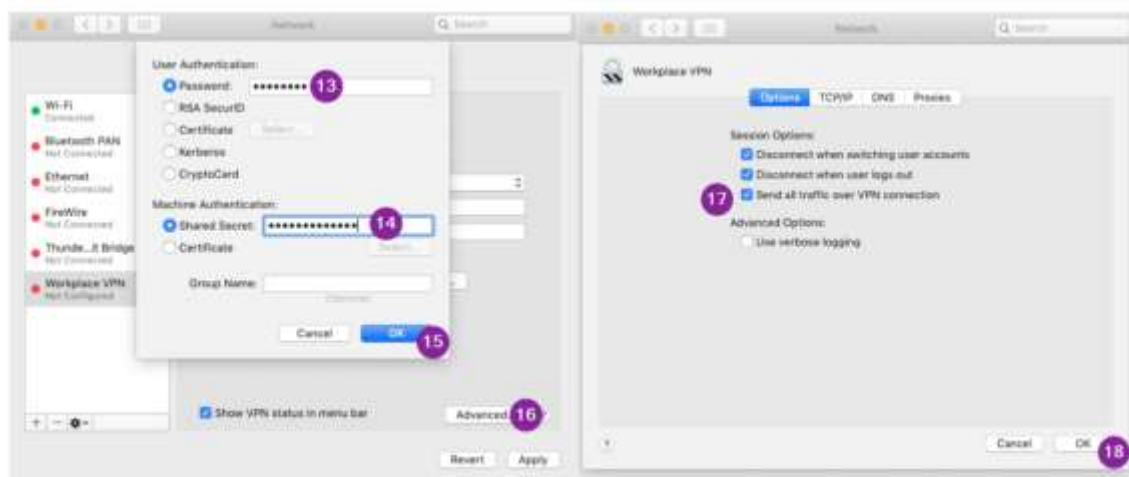 Network
Search
User Authentication:
Password: •••••••• 13
RSA SecurID
Certificate Select...
Kerberos
CryptoCard
Machine Authentication:
Shared Secret: ••••••••••••• 14
Certificate Select...
Group Name:
(Optional)
Cancel OK 15
Wi-Fi
Connected
Bluetooth PAN
Not Connected
Ethernet
Not Connected
FireWire
Not Connected
Thunde...lt Bridge
Not Connected
Workplace VPN
Not Configured
Show VPN status in menu bar
Advanced... 16
Revert Apply
Network
Search
Workplace VPN
Options TCP/IP DNS Proxies
Session Options:
Disconnect when switching user accounts
Disconnect when user logs out
17 Send all traffic over VPN connection
Advanced Options:
Use verbose logging
?
Cancel OK 18